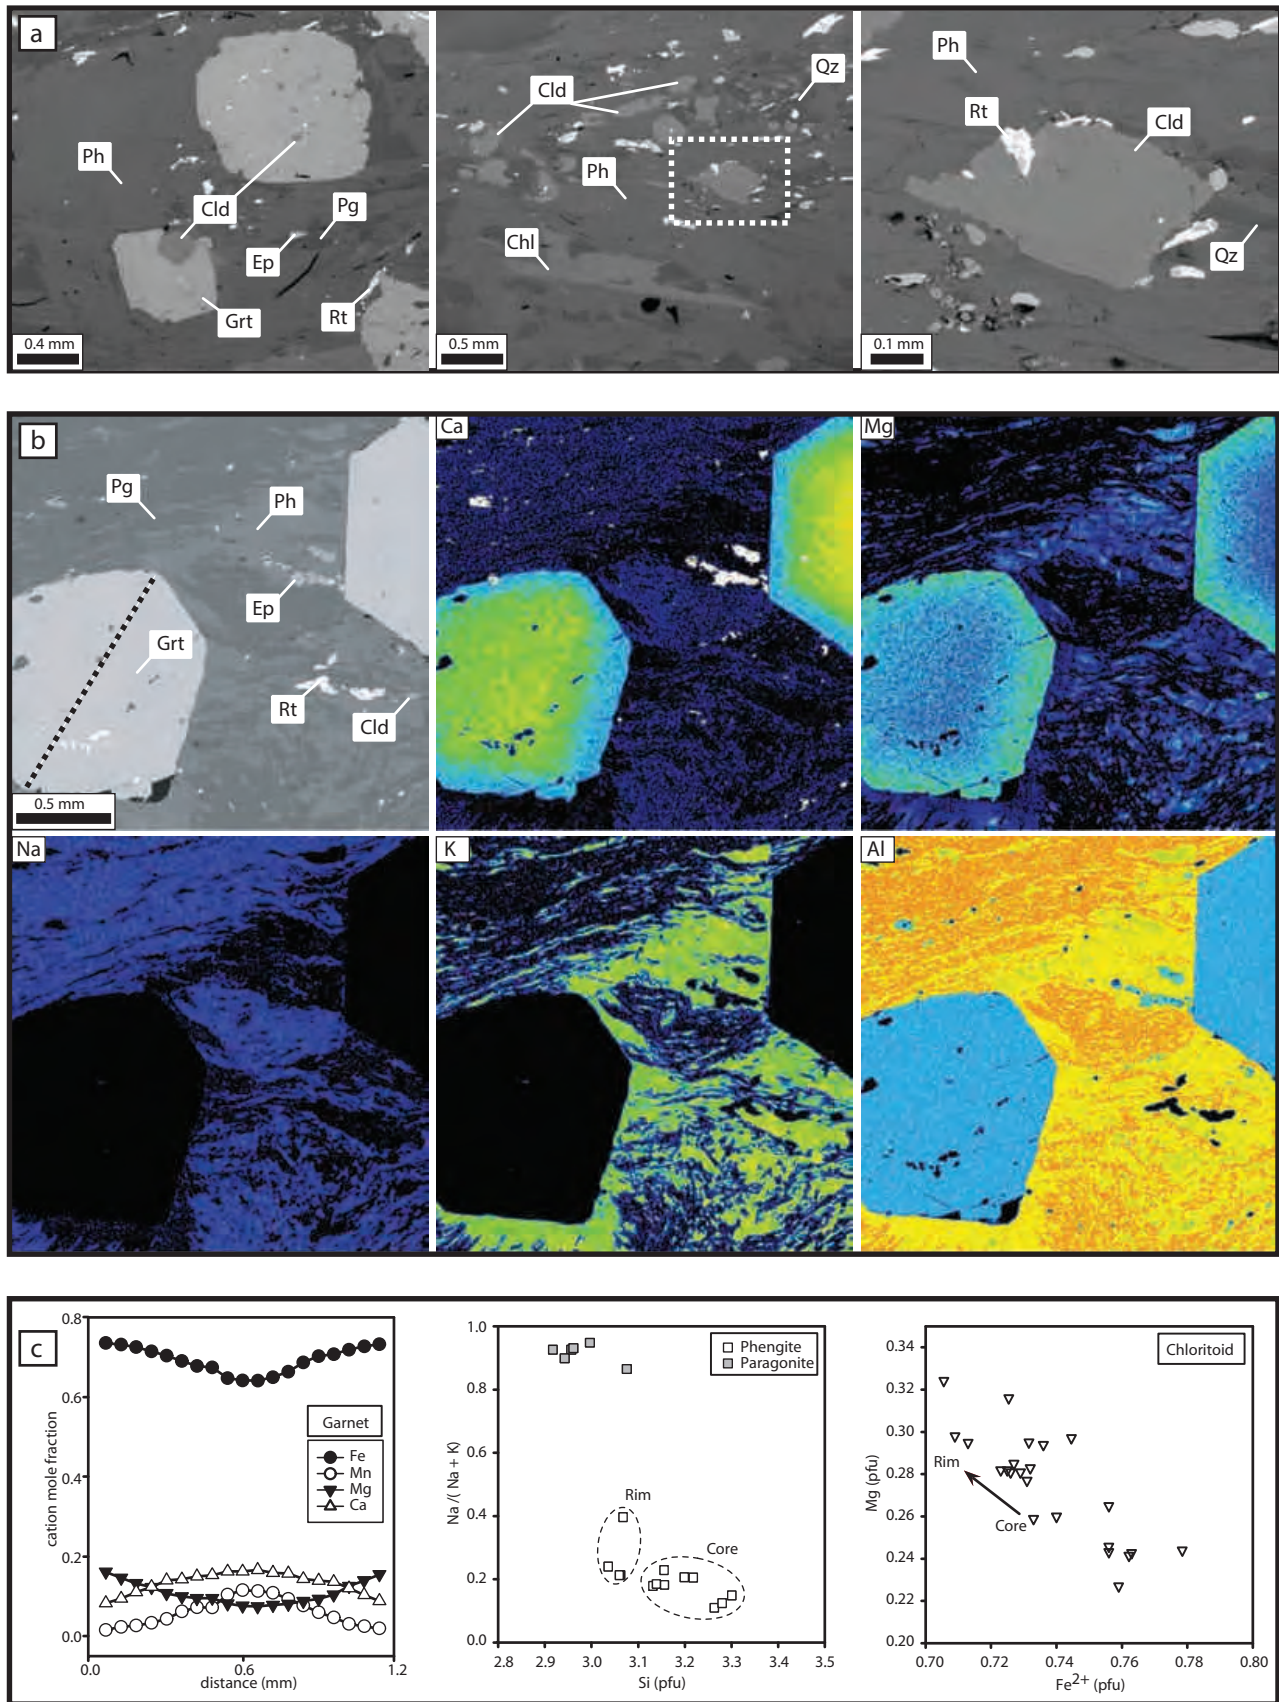 a
Ph
Cld
Pg
Ep
Grt
Rt
0.4 mm
Cld
Qz
Ph
Chl
0.5 mm
Ph
Rt
Cld
Qz
0.1 mm
b
Pg
Ph
Ep
Grt
Rt
Cld
0.5 mm
Ca
Mg
Na
K
Al
c
cation mole fraction
0.8
0.6
0.4
0.2
0.0
Garnet
Fe
Mn
Mg
Ca
0.0 0.6 1.2
distance (mm)
Na /( Na + K)
1.0
0.8
0.6
0.4
0.2
0.0
Phengite
Paragonite
Rim
Core
2.8 2.9 3.0 3.1 3.2 3.3 3.4 3.5
Si (pfu)
Mg (pfu)
0.34
0.32
0.30
0.28
0.26
0.24
0.22
0.20
Chloritoid
Rim
Core
0.70 0.72 0.74 0.76 0.78 0.80
Fe2+ (pfu)